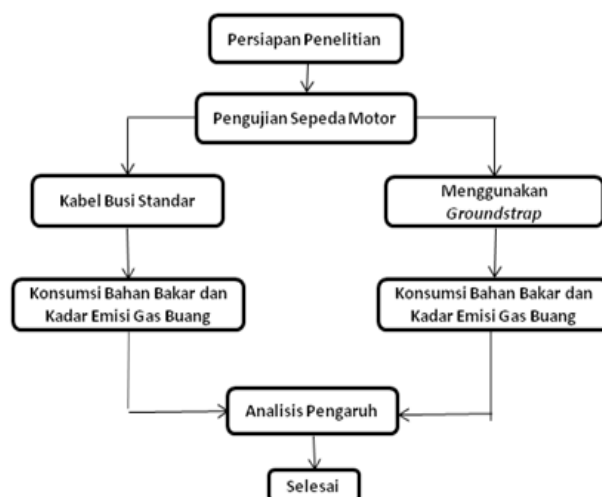 Persiapan Penelitian
Pengujian Sepeda Motor
Kabel Busi Standar
Menggunakan
Groundstrap
Konsumsi Bahan Bakar dan
Kadar Emisi Gas Buang
Konsumsi Bahan Bakar dan
Kadar Emisi Gas Buang
Analisis Pengaruh
Selesai